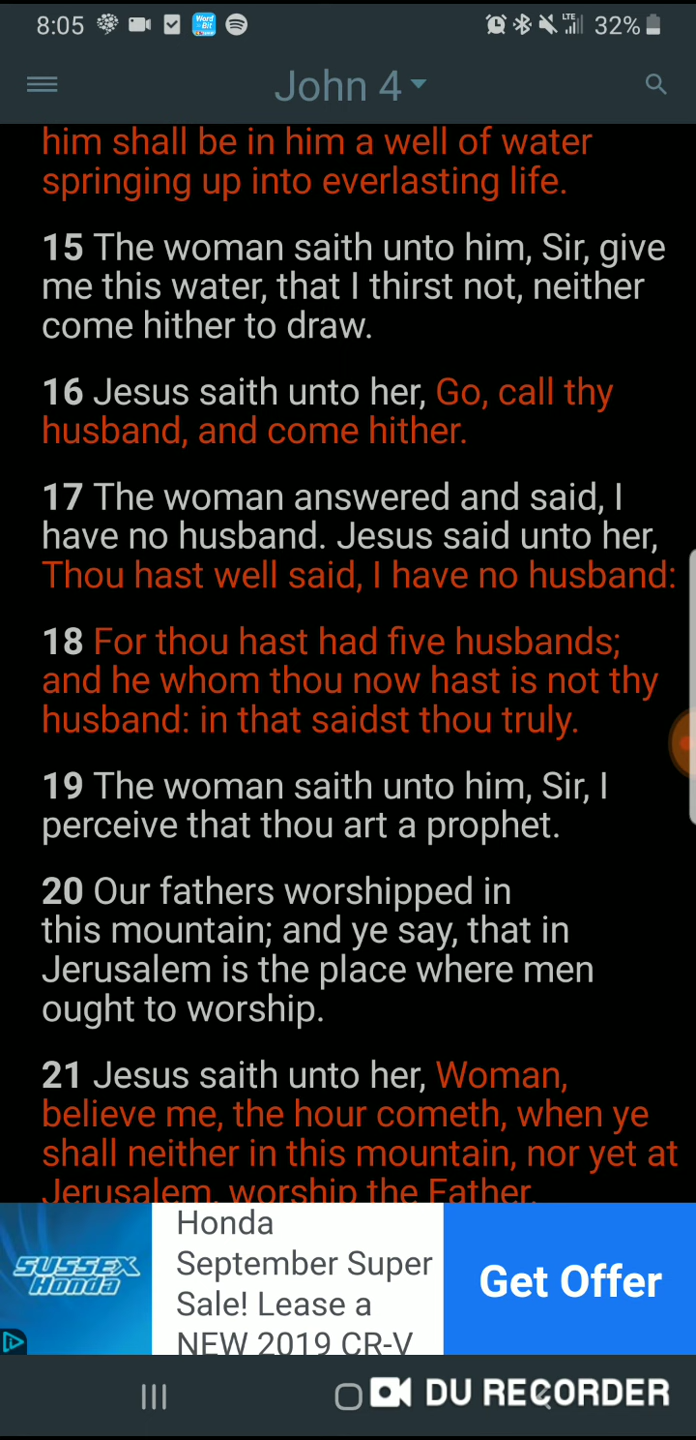 8:05 Word Bit LTE 32%
John 4
him shall be in him a well of water
springing up into everlasting life.
15 The woman saith unto him, Sir, give
me this water, that I thirst not, neither
come hither to draw.
16 Jesus saith unto her, Go, call thy
husband, and come hither.
17 The woman answered and said, I
have no husband. Jesus said unto her,
Thou hast well said, I have no husband:
18 For thou hast had five husbands;
and he whom thou now hast is not thy
husband: in that saidst thou truly.
19 The woman saith unto him, Sir, I
perceive that thou art a prophet.
20 Our fathers worshipped in
this mountain; and ye say, that in
Jerusalem is the place where men
ought to worship.
21 Jesus saith unto her, Woman,
believe me, the hour cometh, when ye
shall neither in this mountain, nor yet at
Jerusalem, worship the Father.
SUSSEX
Honda
Honda
September Super
Sale! Lease a
NEW 2019 CR-V
Get Offer
DU RECORDER